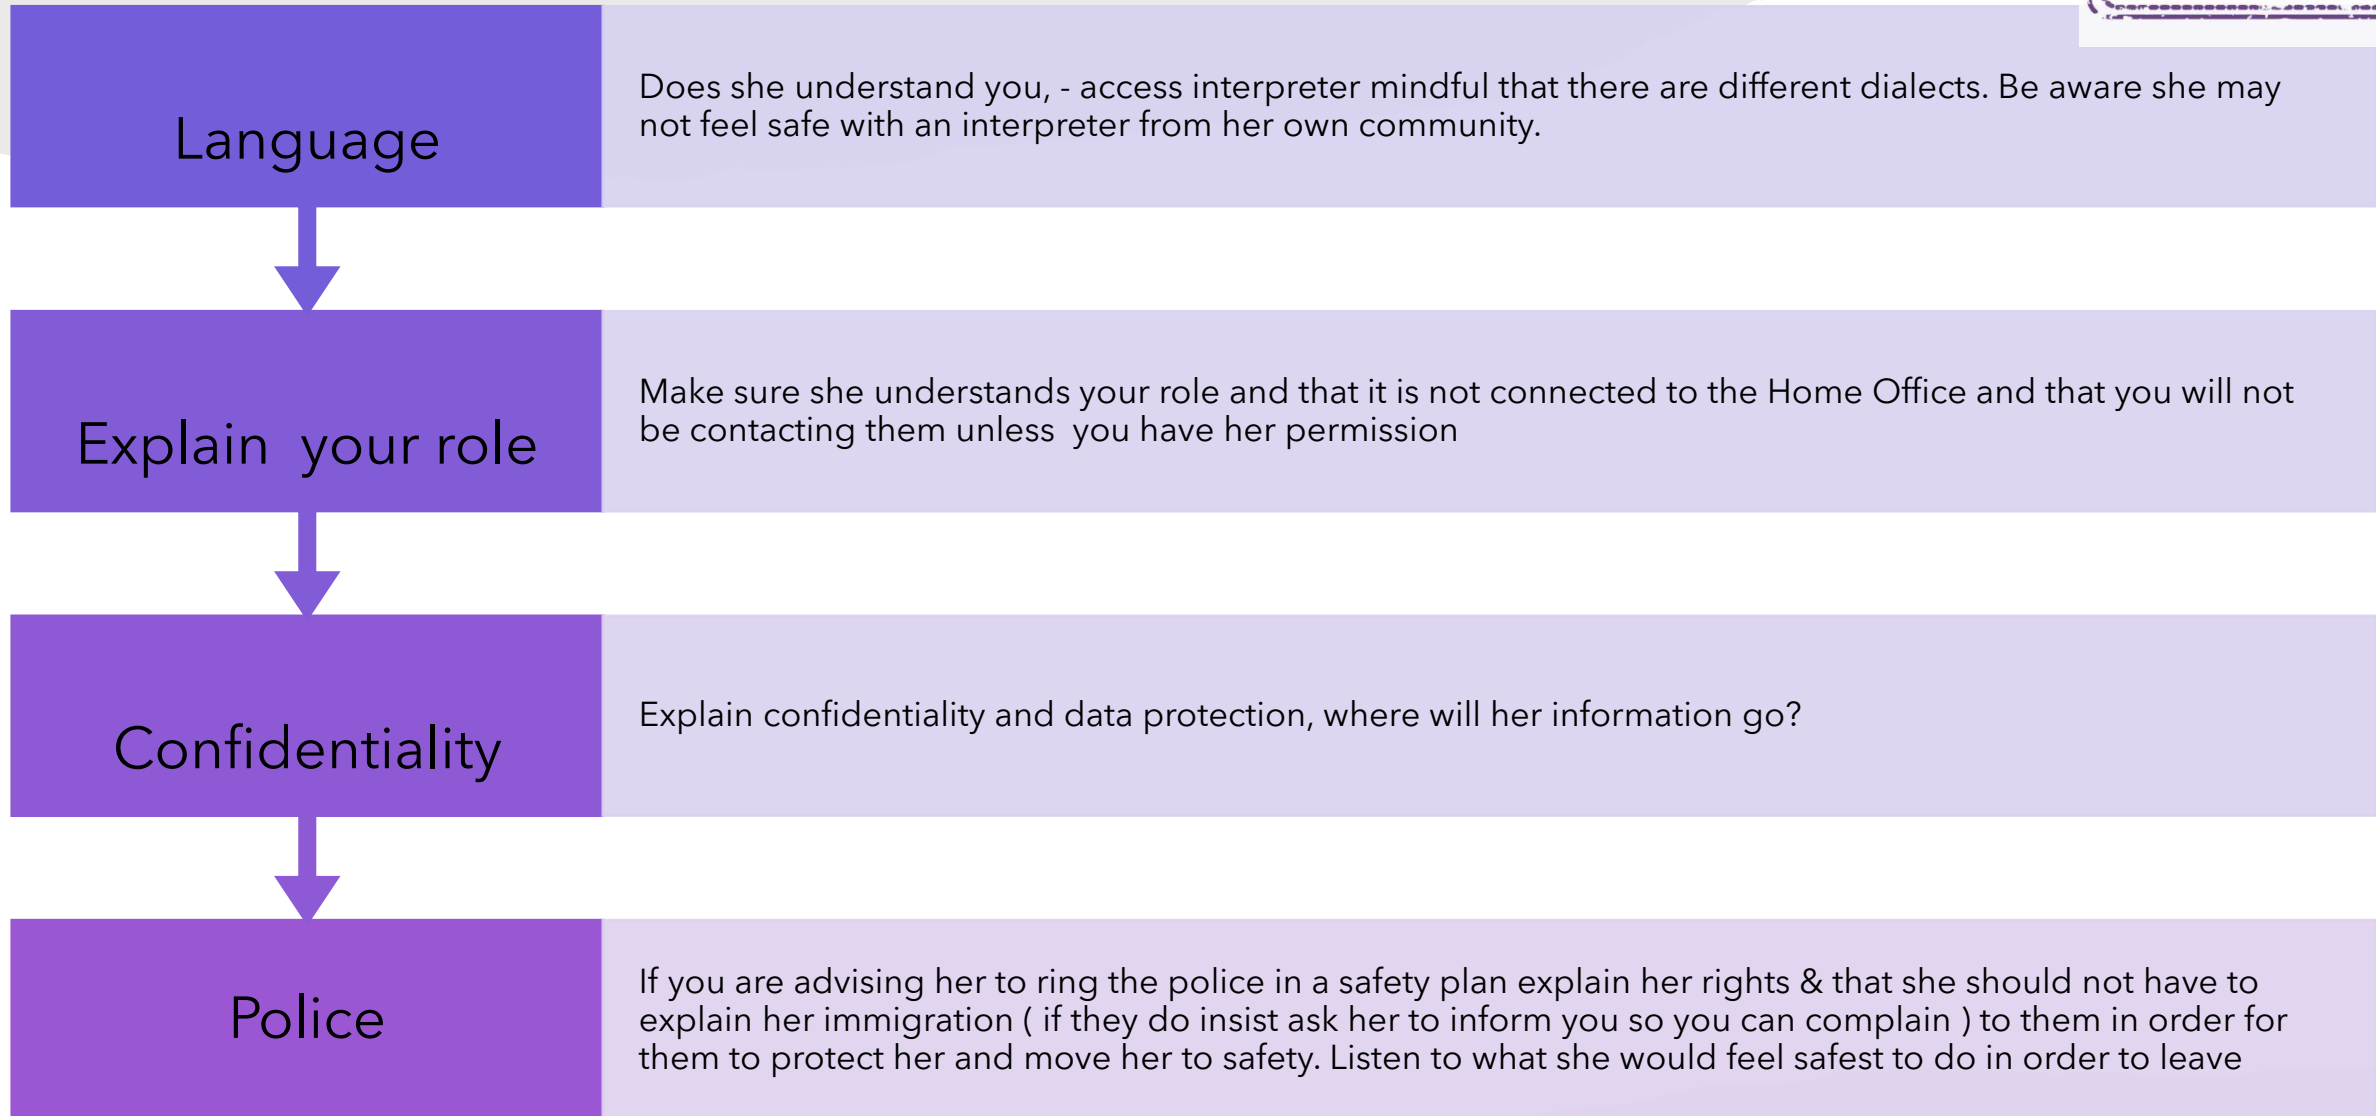 Language
Does she understand you, - access interpreter mindful that there are different dialects. Be aware she may
not feel safe with an interpreter from her own community.
Explain  your role
Make sure she understands your role and that it is not connected to the Home Office and that you will not
be contacting them unless  you have her permission
Confidentiality
Explain confidentiality and data protection, where will her information go?
Police
If you are advising her to ring the police in a safety plan explain her rights & that she should not have to
explain her immigration ( if they do insist ask her to inform you so you can complain ) to them in order for
them to protect her and move her to safety. Listen to what she would feel safest to do in order to leave